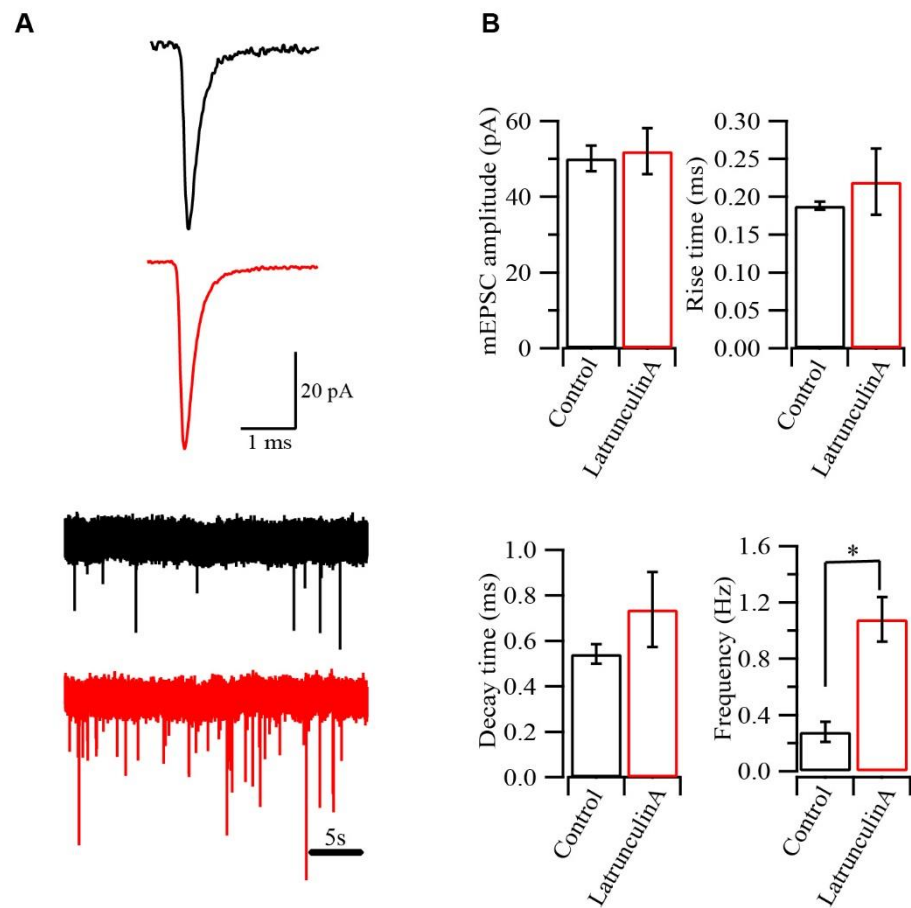 A
B
20 pA
1 ms
5s
mEPSC amplitude (pA)
60
40
20
0
Control
LatrunculinA
Rise time (ms)
0.30
0.25
0.20
0.15
0.10
0.05
0.00
Control
LatrunculinA
Decay time (ms)
1.0
0.8
0.6
0.4
0.2
0.0
Control
LatrunculinA
Frequency (Hz)
1.6
1.2
0.8
0.4
0.0
*
Control
LatrunculinA